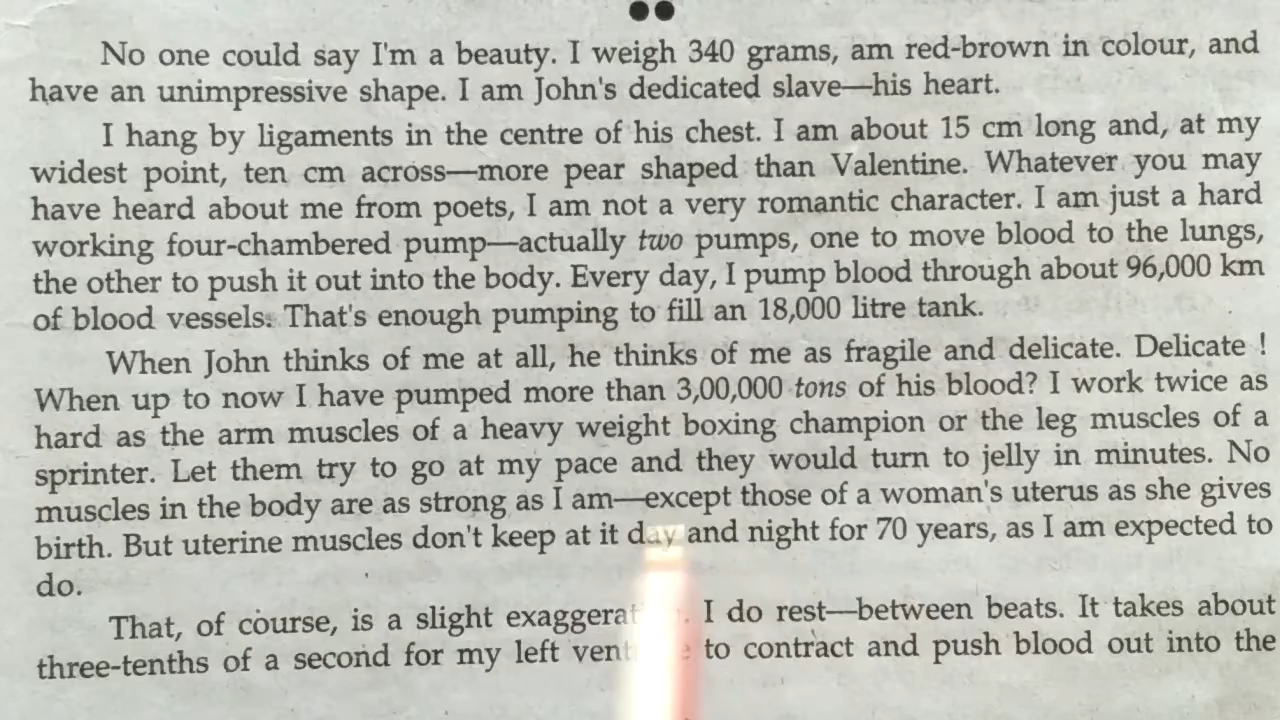 No one could say I'm a beauty. I weigh 340 grams, am red-brown in colour, and
have an unimpressive shape. I am John's dedicated slave—his heart.
I hang by ligaments in the centre of his chest. I am about 15 cm long and, at my
widest point, ten cm across—more pear shaped than Valentine. Whatever you may
have heard about me from poets, I am not a very romantic character. I am just a hard
working four-chambered pump—actually two pumps, one to move blood to the lungs,
the other to push it out into the body. Every day, I pump blood through about 96,000 km
of blood vessels. That's enough pumping to fill an 18,000 litre tank.
When John thinks of me at all, he thinks of me as fragile and delicate. Delicate !
When up to now I have pumped more than 3,00,000 tons of his blood? I work twice as
hard as the arm muscles of a heavy weight boxing champion or the leg muscles of a
sprinter. Let them try to go at my pace and they would turn to jelly in minutes. No
muscles in the body are as strong as I am—except those of a woman's uterus as she gives
birth. But uterine muscles don't keep at it day and night for 70 years, as I am expected to
do.
That, of course, is a slight I do rest—between beats. It takes about
three-tenths of a second for my left to contract and push blood out into the